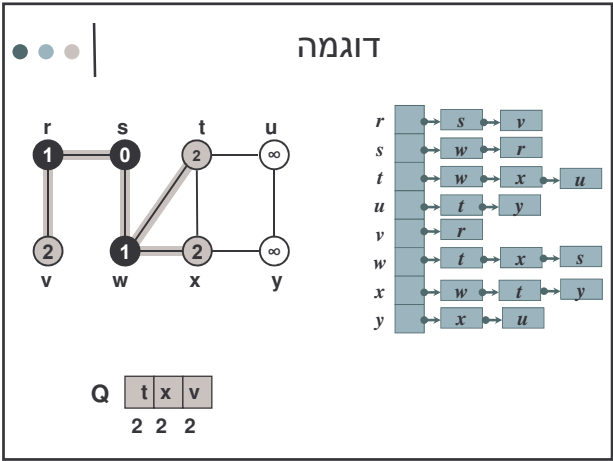 דוגמה
r s t u
1 0 2 ∞
2 1 2 ∞
v w x y
r s v
s w r
t w x u
u t y
v r
w t x s
x w t y
y x u
Q t x v
2 2 2